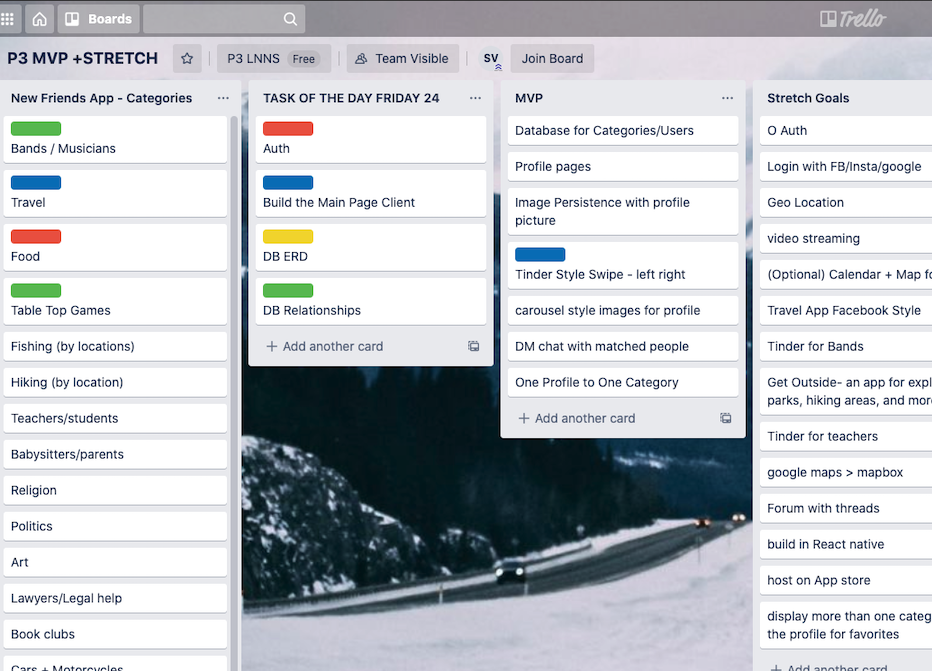 Boards
Trello
P3 MVP +STRETCH
P3 LNNS Free
Team Visible
SV
Join Board
New Friends App - Categories
Bands / Musicians
Travel
Food
Table Top Games
Fishing (by locations)
Hiking (by location)
Teachers/students
Babysitters/parents
Religion
Politics
Art
Lawyers/Legal help
Book clubs
Cars + Motorcycles
TASK OF THE DAY FRIDAY 24
Auth
Build the Main Page Client
DB ERD
DB Relationships
+ Add another card
MVP
Database for Categories/Users
Profile pages
Image Persistence with profile
picture
Tinder Style Swipe - left right
carousel style images for profile
DM chat with matched people
One Profile to One Category
+ Add another card
Stretch Goals
O Auth
Login with FB/Insta/google
Geo Location
video streaming
(Optional) Calendar + Map
Travel App Facebook Style
Tinder for Bands
Get Outside- an app for
parks, hiking areas, and
Tinder for teachers
google maps > mapbox
Forum with threads
build in React native
host on App store
display more than one
the profile for favorites
+ Add another card